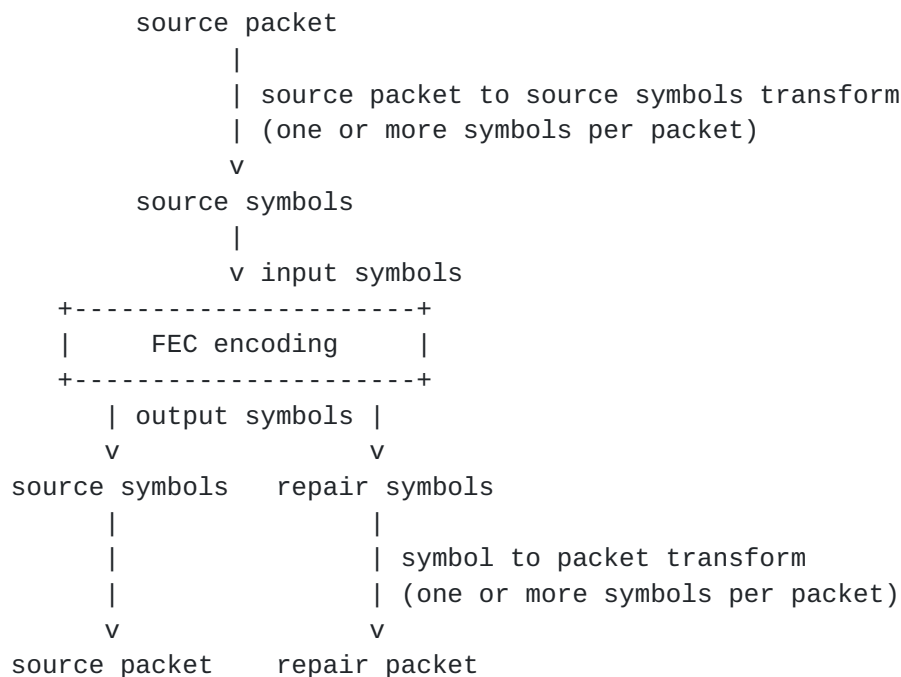 source packet
|
| source packet to source symbols transform
| (one or more symbols per packet)
v
source symbols
|
v input symbols
+----------------------+
|     FEC encoding     |
+----------------------+
| output symbols |
v                v
source symbols   repair symbols
|                |
|                | symbol to packet transform
|                | (one or more symbols per packet)
v                v
source packet    repair packet